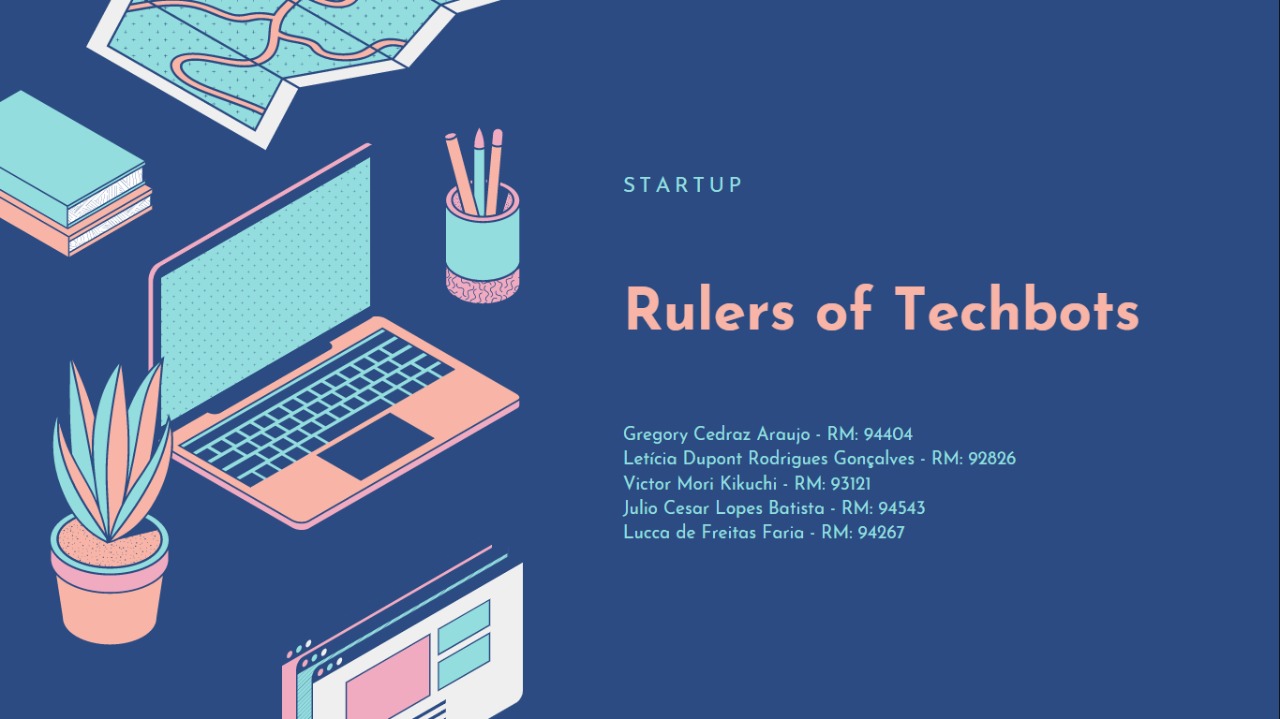 STARTUP
Rulers of Techbots
Gregory Cedraz Araujo - RM: 94404
Letícia Dupont Rodrigues Gonçalves - RM: 92826
Victor Mori Kikuchi - RM: 93121
Julio Cesar Lopes Batista - RM: 94543
Lucca de Freitas Faria - RM: 94267